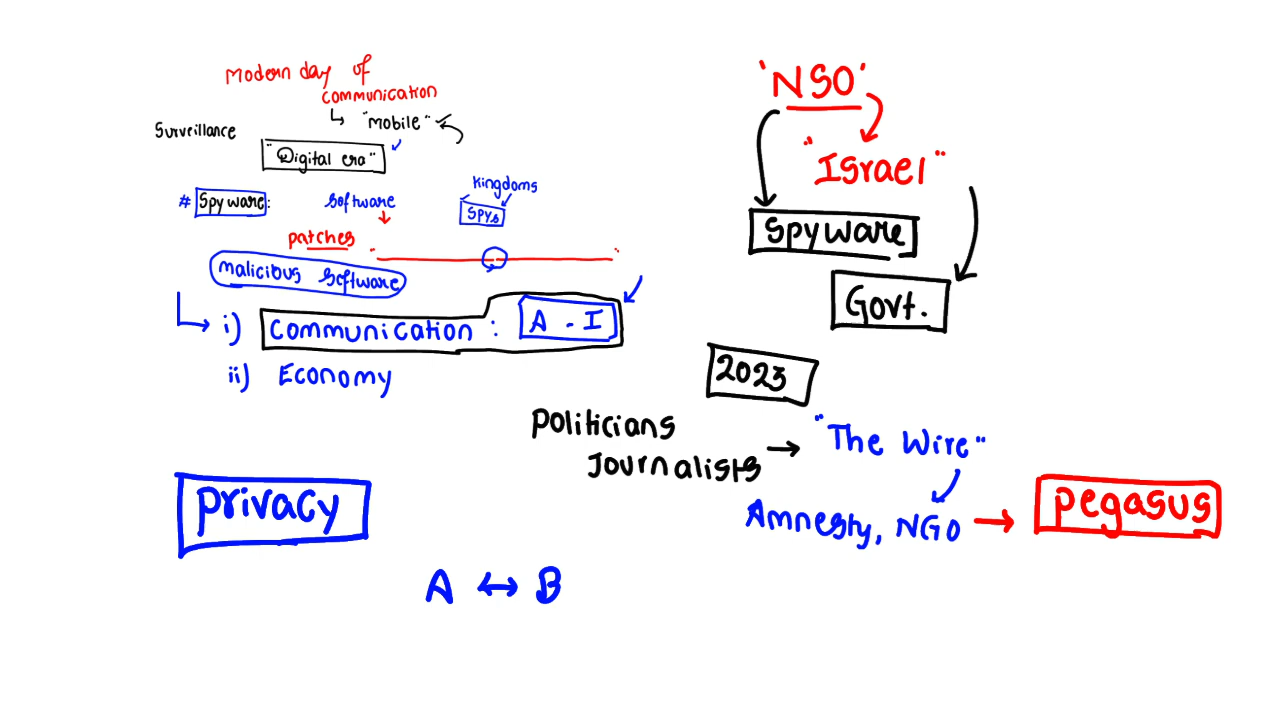 Modern day of
communication
"mobile"
Surveillance
"Digital era"
# Spyware:
software
kingdoms
SPYs
patches
malicious software
i) communication : A - I
ii) Economy
privacy
A ↔ B
'NSO'
"Israel"
Spyware
Govt.
2023
Politicians
Journalists → "The Wire"
Amnesty, NGO → pegasus